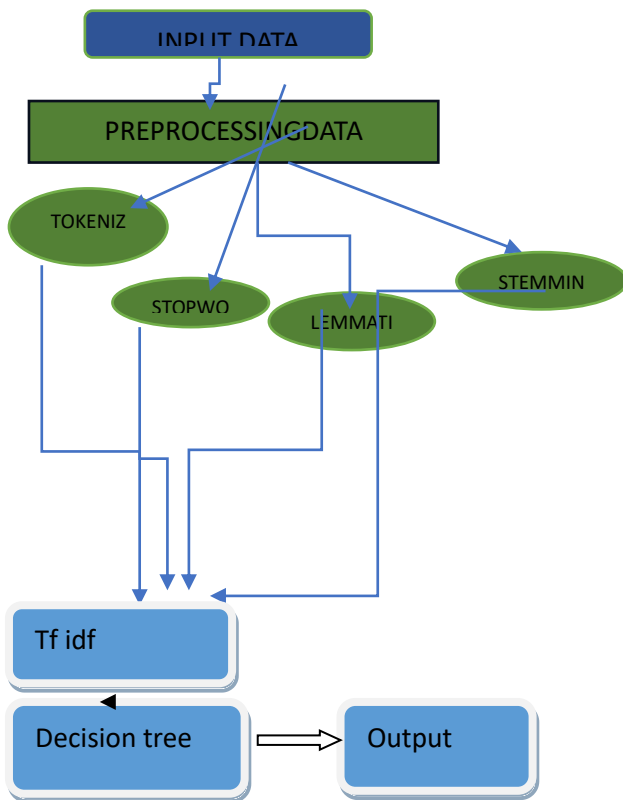 INPUT DATA
PREPROCESSINGDATA
TOKENIZ
STOPWO
LEMMATI
STEMMIN
Tf idf
Decision tree
Output